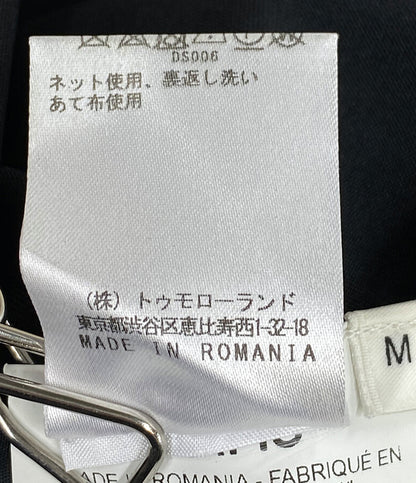 DS006
ネット使用、裏返し洗い
あて布使用
(株) トゥモローランド
東京都渋谷区恵比寿西1-32-18
MADE IN ROMANIA
M
ROMANIA - FABRIQUÉ EN